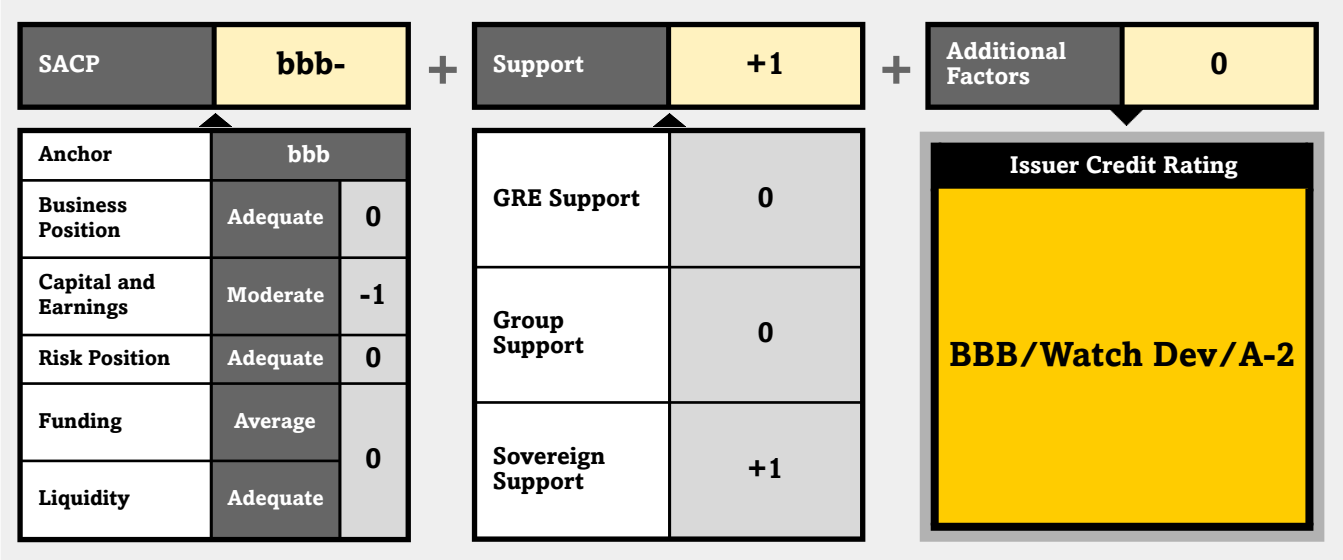 SACP
bbb-
+
Support
+1
+
Additional
Factors
0
Anchor
bbb
Business
Position
Adequate
0
Capital and
Earnings
Moderate
-1
Risk Position
Adequate
0
Funding
Average
0
Liquidity
Adequate
GRE Support
0
Group
Support
0
Sovereign
Support
+1
Issuer Credit Rating
BBB/Watch Dev/A-2